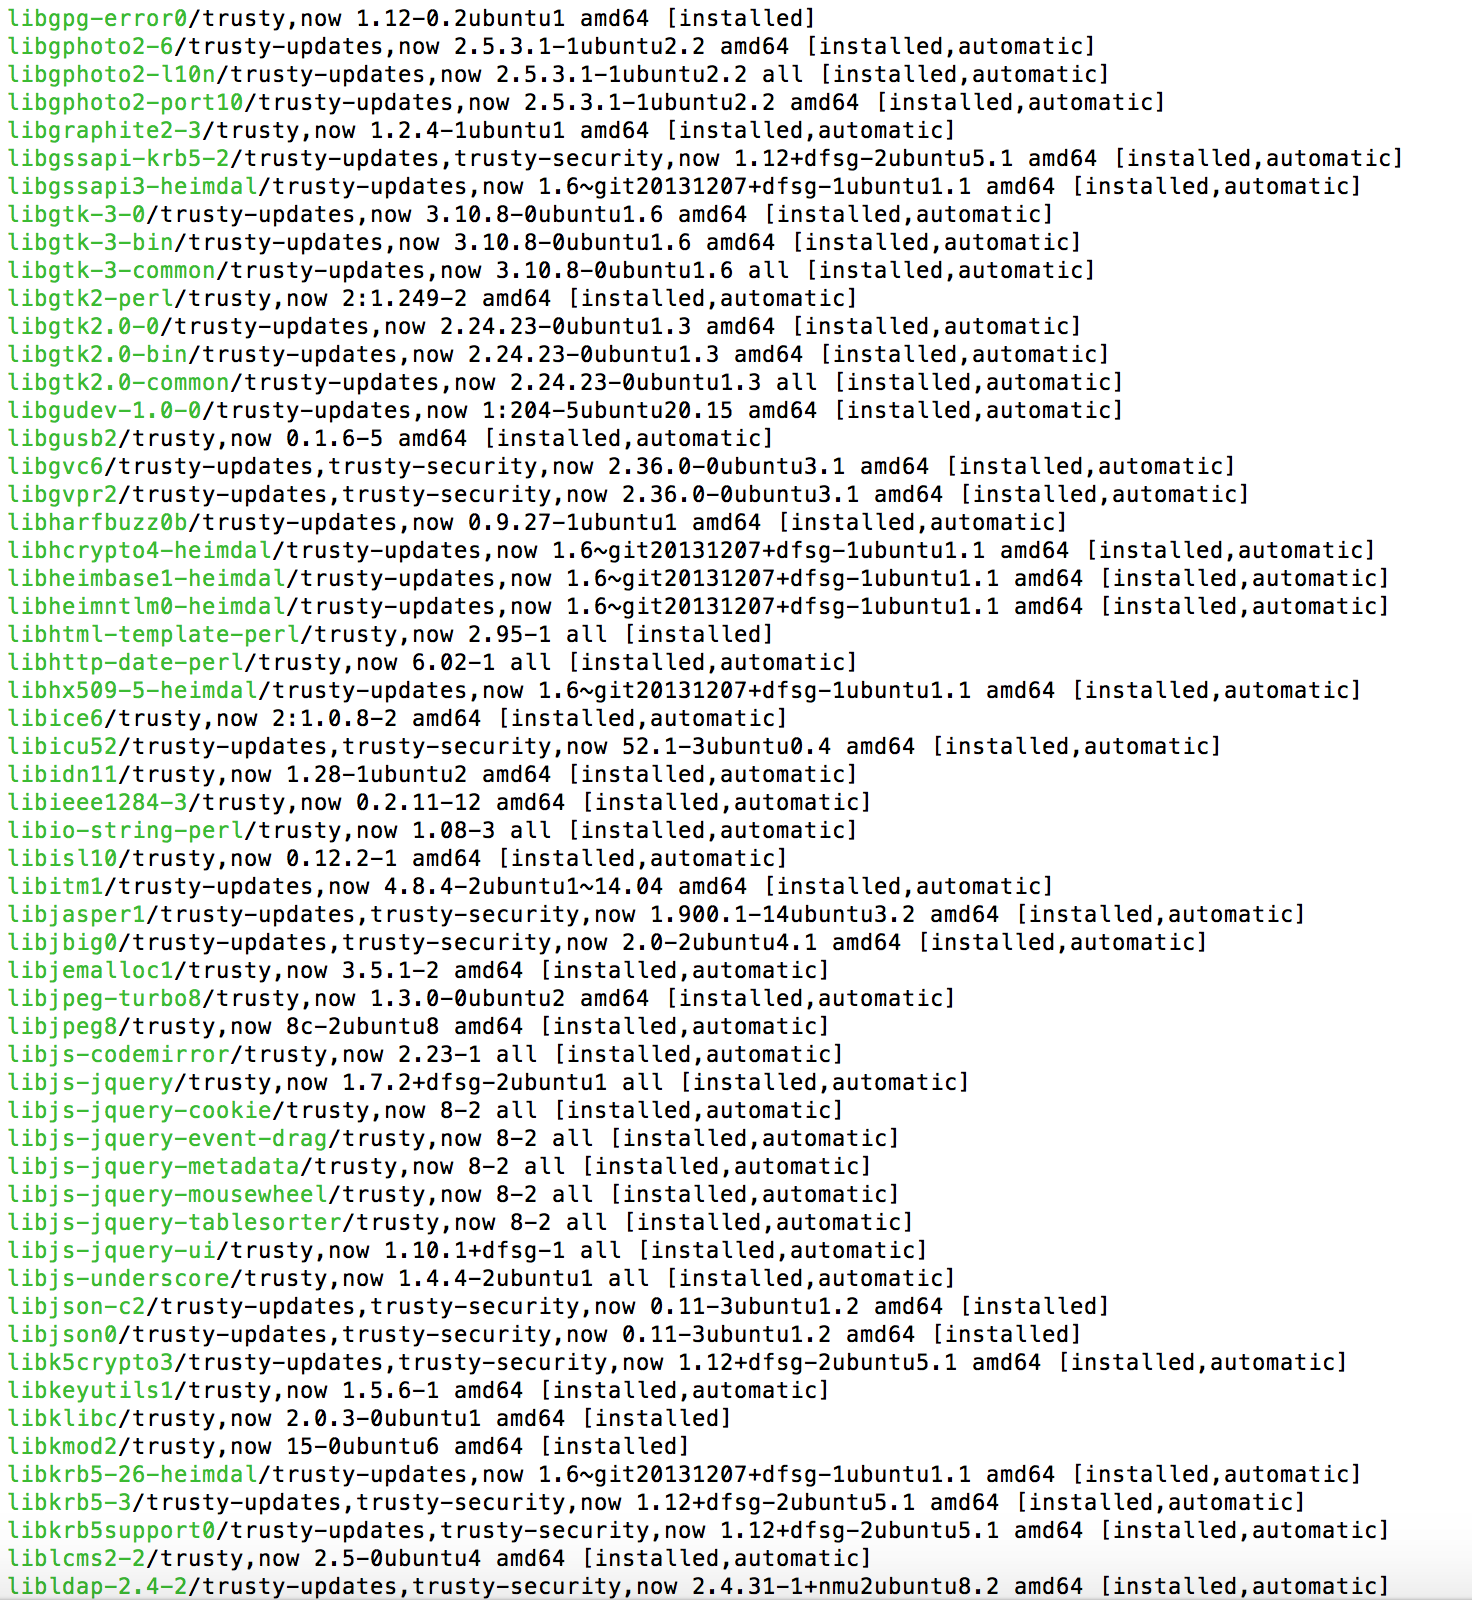 libgpg-error0/trusty,now 1.12-0.2ubuntu1 amd64 [installed]
libgphoto2-6/trusty-updates,now 2.5.3.1-1ubuntu2.2 amd64 [installed,automatic]
libgphoto2-l10n/trusty-updates,now 2.5.3.1-1ubuntu2.2 all [installed,automatic]
libgphoto2-port10/trusty-updates,now 2.5.3.1-1ubuntu2.2 amd64 [installed,automatic]
libgraphite2-3/trusty,now 1.2.4-1ubuntu1 amd64 [installed,automatic]
libgssapi-krb5-2/trusty-updates,trusty-security,now 1.12+dfsg-2ubuntu5.1 amd64 [installed,automatic]
libgssapi3-heimdal/trusty-updates,now 1.6~git20131207+dfsg-1ubuntu1.1 amd64 [installed,automatic]
libgtk-3-0/trusty-updates,now 3.10.8-0ubuntu1.6 amd64 [installed,automatic]
libgtk-3-bin/trusty-updates,now 3.10.8-0ubuntu1.6 amd64 [installed,automatic]
libgtk-3-common/trusty-updates,now 3.10.8-0ubuntu1.6 all [installed,automatic]
libgtk2-perl/trusty,now 2:1.249-2 amd64 [installed,automatic]
libgtk2.0-0/trusty-updates,now 2.24.23-0ubuntu1.3 amd64 [installed,automatic]
libgtk2.0-bin/trusty-updates,now 2.24.23-0ubuntu1.3 amd64 [installed,automatic]
libgtk2.0-common/trusty-updates,now 2.24.23-0ubuntu1.3 all [installed,automatic]
libgudev-1.0-0/trusty-updates,now 1:204-5ubuntu20.15 amd64 [installed,automatic]
libgusb2/trusty,now 0.1.6-5 amd64 [installed,automatic]
libgvc6/trusty-updates,trusty-security,now 2.36.0-0ubuntu3.1 amd64 [installed,automatic]
libgvpr2/trusty-updates,trusty-security,now 2.36.0-0ubuntu3.1 amd64 [installed,automatic]
libharfbuzz0b/trusty-updates,now 0.9.27-1ubuntu1 amd64 [installed,automatic]
libhcrypto4-heimdal/trusty-updates,now 1.6~git20131207+dfsg-1ubuntu1.1 amd64 [installed,automatic]
libheimbase1-heimdal/trusty-updates,now 1.6~git20131207+dfsg-1ubuntu1.1 amd64 [installed,automatic]
libheimntlm0-heimdal/trusty-updates,now 1.6~git20131207+dfsg-1ubuntu1.1 amd64 [installed,automatic]
libhtml-template-perl/trusty,now 2.95-1 all [installed]
libhttp-date-perl/trusty,now 6.02-1 all [installed,automatic]
libhx509-5-heimdal/trusty-updates,now 1.6~git20131207+dfsg-1ubuntu1.1 amd64 [installed,automatic]
libice6/trusty,now 2:1.0.8-2 amd64 [installed,automatic]
libicu52/trusty-updates,trusty-security,now 52.1-3ubuntu0.4 amd64 [installed,automatic]
libidn11/trusty,now 1.28-1ubuntu2 amd64 [installed,automatic]
libieee1284-3/trusty,now 0.2.11-12 amd64 [installed,automatic]
libio-string-perl/trusty,now 1.08-3 all [installed,automatic]
libisl10/trusty,now 0.12.2-1 amd64 [installed,automatic]
libitm1/trusty-updates,now 4.8.4-2ubuntu1~14.04 amd64 [installed,automatic]
libjasper1/trusty-updates,trusty-security,now 1.900.1-14ubuntu3.2 amd64 [installed,automatic]
libjbig0/trusty-updates,trusty-security,now 2.0-2ubuntu4.1 amd64 [installed,automatic]
libjemalloc1/trusty,now 3.5.1-2 amd64 [installed,automatic]
libjpeg-turbo8/trusty,now 1.3.0-0ubuntu2 amd64 [installed,automatic]
libjpeg8/trusty,now 8c-2ubuntu8 amd64 [installed,automatic]
libjs-codemirror/trusty,now 2.23-1 all [installed,automatic]
libjs-jquery/trusty,now 1.7.2+dfsg-2ubuntu1 all [installed,automatic]
libjs-jquery-cookie/trusty,now 8-2 all [installed,automatic]
libjs-jquery-event-drag/trusty,now 8-2 all [installed,automatic]
libjs-jquery-metadata/trusty,now 8-2 all [installed,automatic]
libjs-jquery-mousewheel/trusty,now 8-2 all [installed,automatic]
libjs-jquery-tablesorter/trusty,now 8-2 all [installed,automatic]
libjs-jquery-ui/trusty,now 1.10.1+dfsg-1 all [installed,automatic]
libjs-underscore/trusty,now 1.4.4-2ubuntu1 all [installed,automatic]
libjson-c2/trusty-updates,trusty-security,now 0.11-3ubuntu1.2 amd64 [installed]
libjson0/trusty-updates,trusty-security,now 0.11-3ubuntu1.2 amd64 [installed]
libk5crypto3/trusty-updates,trusty-security,now 1.12+dfsg-2ubuntu5.1 amd64 [installed,automatic]
libkeyutils1/trusty,now 1.5.6-1 amd64 [installed,automatic]
libklibc/trusty,now 2.0.3-0ubuntu1 amd64 [installed]
libkmod2/trusty,now 15-0ubuntu6 amd64 [installed]
libkrb5-26-heimdal/trusty-updates,now 1.6~git20131207+dfsg-1ubuntu1.1 amd64 [installed,automatic]
libkrb5-3/trusty-updates,trusty-security,now 1.12+dfsg-2ubuntu5.1 amd64 [installed,automatic]
libkrb5support0/trusty-updates,trusty-security,now 1.12+dfsg-2ubuntu5.1 amd64 [installed,automatic]
liblcms2-2/trusty,now 2.5-0ubuntu4 amd64 [installed,automatic]
libldap-2.4-2/trusty-updates,trusty-security,now 2.4.31-1+nmu2ubuntu8.2 amd64 [installed,automatic]